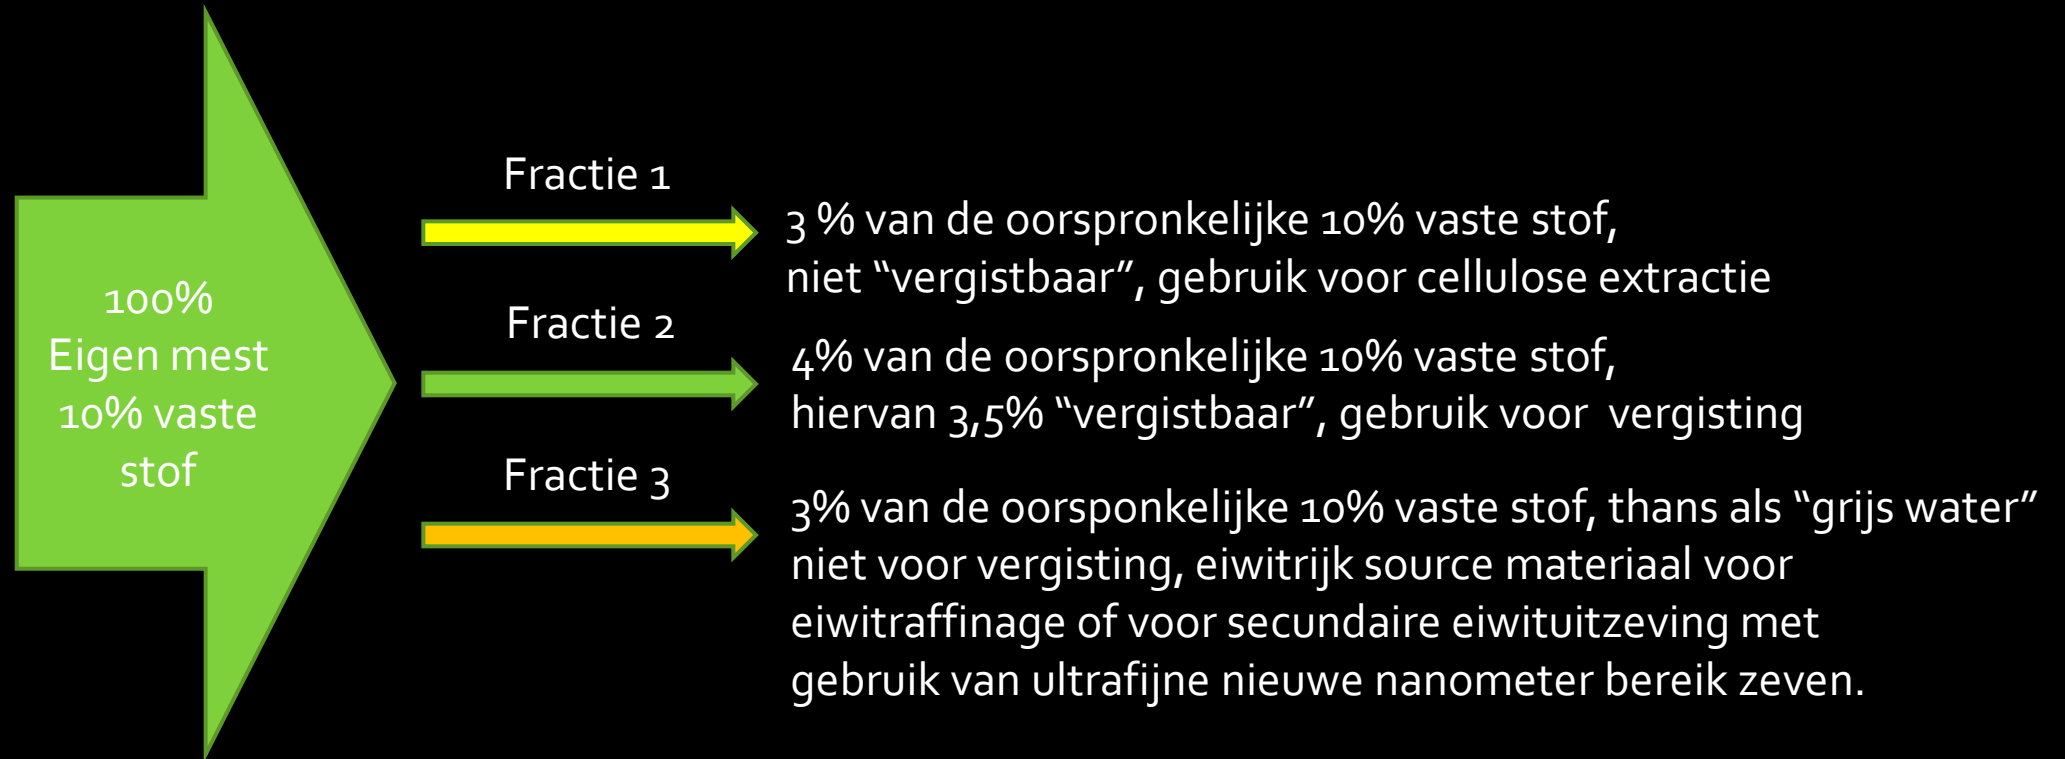 100%
Eigen mest
10% vaste
stof
Fractie 1
3 % van de oorspronkelijke 10% vaste stof,
niet “vergistbaar”, gebruik voor cellulose extractie
Fractie 2
4% van de oorspronkelijke 10% vaste stof,
hiervan 3,5% “vergistbaar”, gebruik voor vergisting
Fractie 3
3% van de oorsponkelijke 10% vaste stof, thans als “grijs water”
niet voor vergisting, eiwitrijk source materiaal voor
eiwitraffinage of voor secundaire eiwituitzeving met
gebruik van ultrafijne nieuwe nanometer bereik zeven.